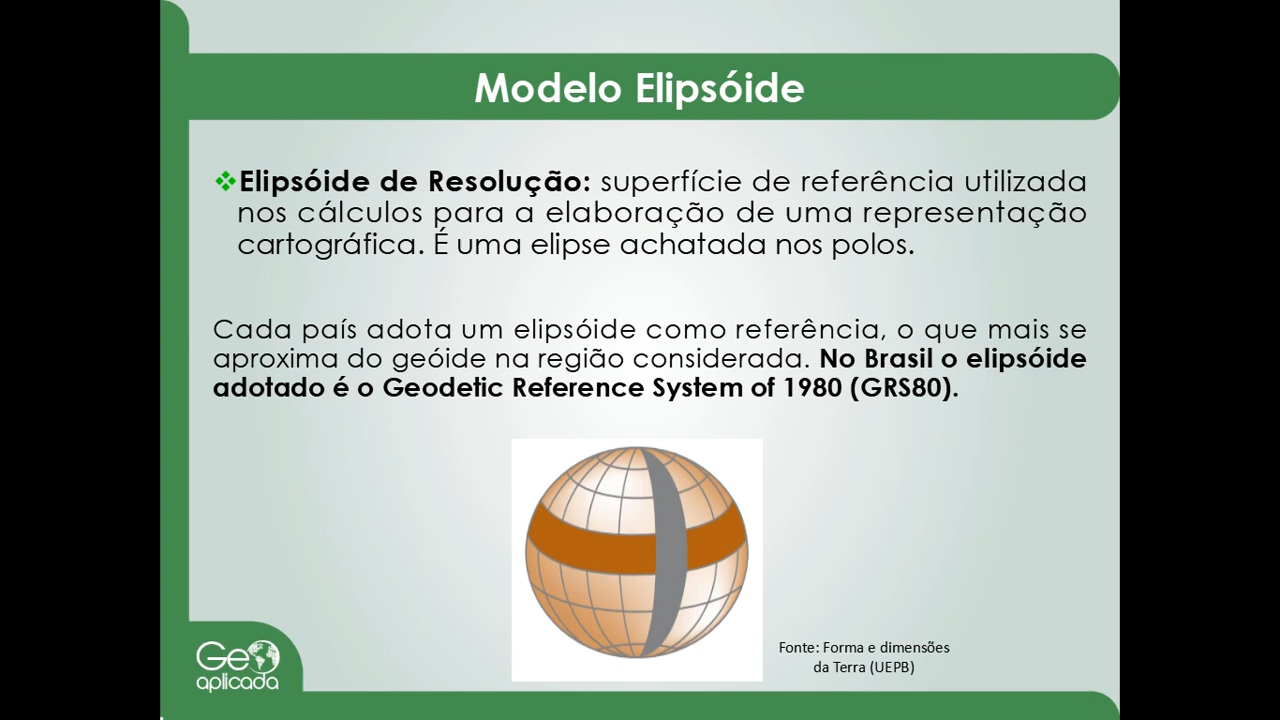 Modelo Elipsóide
Elipsóide de Resolução: superfície de referência utilizada
nos cálculos para a elaboração de uma representação
cartográfica. É uma elipse achatada nos polos.
Cada país adota um elipsóide como referência, o que mais se
aproxima do geóide na região considerada. No Brasil o elipsóide
adotado é o Geodetic Reference System of 1980 (GRS80).
Fonte: Forma e dimensões
da Terra (UEPB)
Geo
aplicada